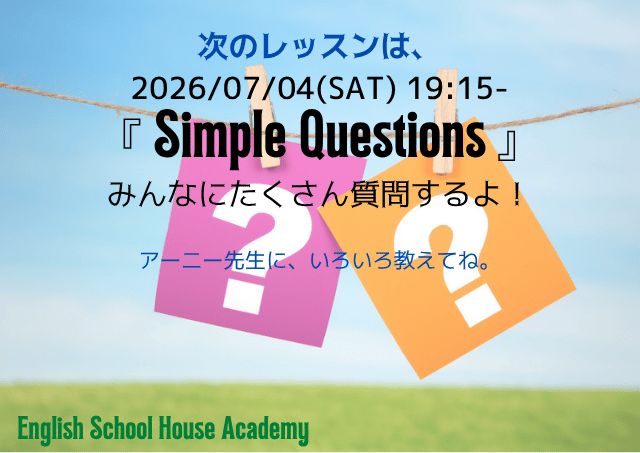 次のレッスンは、
2026/07/04(SAT) 19:15-
『 Simple Questions 』
みんなにたくさん質問するよ！
? ?
アーニー先生に、いろいろ教えてね。
English School House Academy